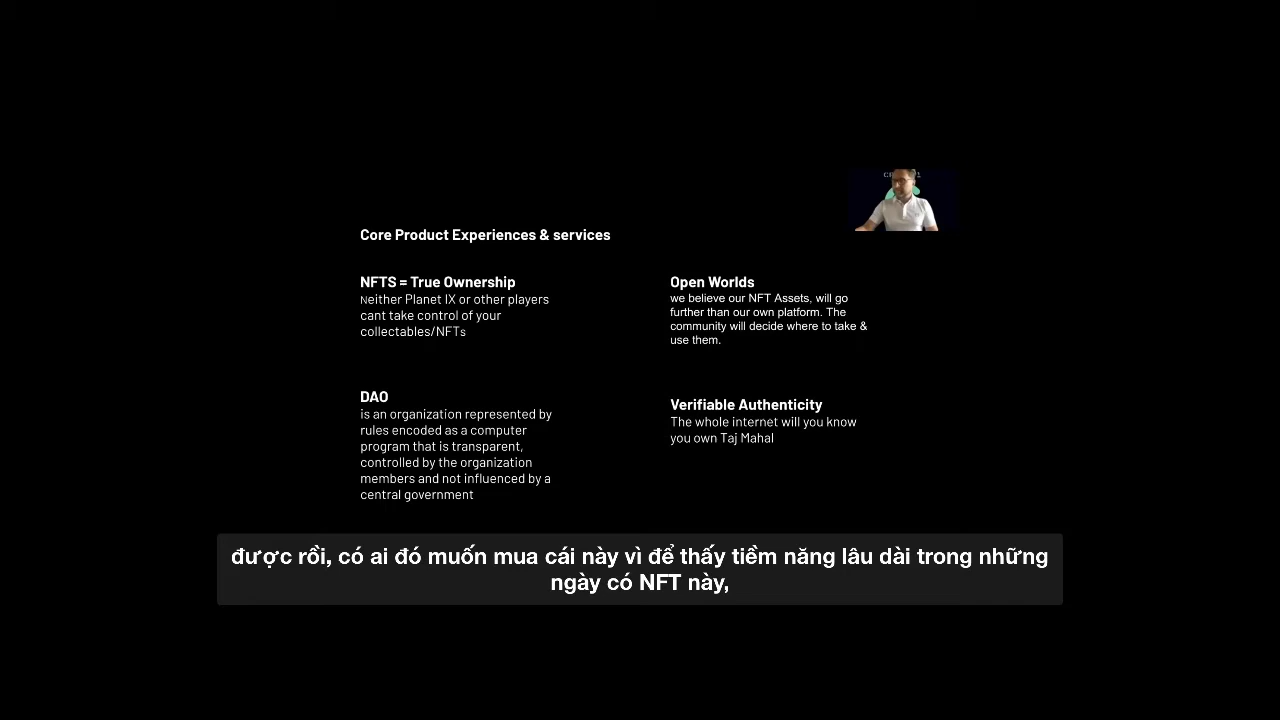 Core Product Experiences & services
NFTS = True Ownership
Neither Planet IX or other players
cant take control of your
collectables/NFTs
Open Worlds
we believe our NFT Assets, will go
further than our own platform. The
community will decide where to take &
use them.
DAO
is an organization represented by
rules encoded as a computer
program that is transparent,
controlled by the organization
members and not influenced by a
central government
Verifiable Authenticity
The whole internet will you know
you own Taj Mahal
được rồi, có ai đó muốn mua cái này vì để thấy tiềm năng lâu dài trong những
ngày có NFT này,